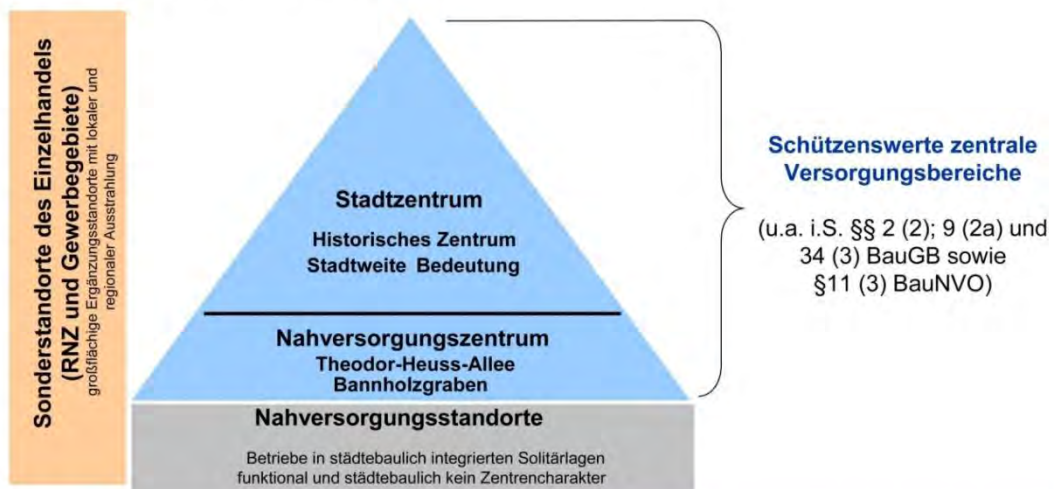 Sonderstandorte des Einzelhandels
(RNZ und Gewerbegebiete)
großflächige Ergänzungsstandorte mit lokaler und
regionaler Ausstrahlung
Stadtzentrum
Historisches Zentrum
Stadtweite Bedeutung
Nahversorgungszentrum
Theodor-Heuss-Allee
Bannholzgraben
Nahversorgungsstandorte
Betriebe in städtebaulich integrierten Solitärlagen
funktional und städtebaulich kein Zentrencharakter
Schützenswerte zentrale
Versorgungsbereiche
(u.a. i.S. §§ 2 (2); 9 (2a) und
34 (3) BauGB sowie
§11 (3) BauNVO)